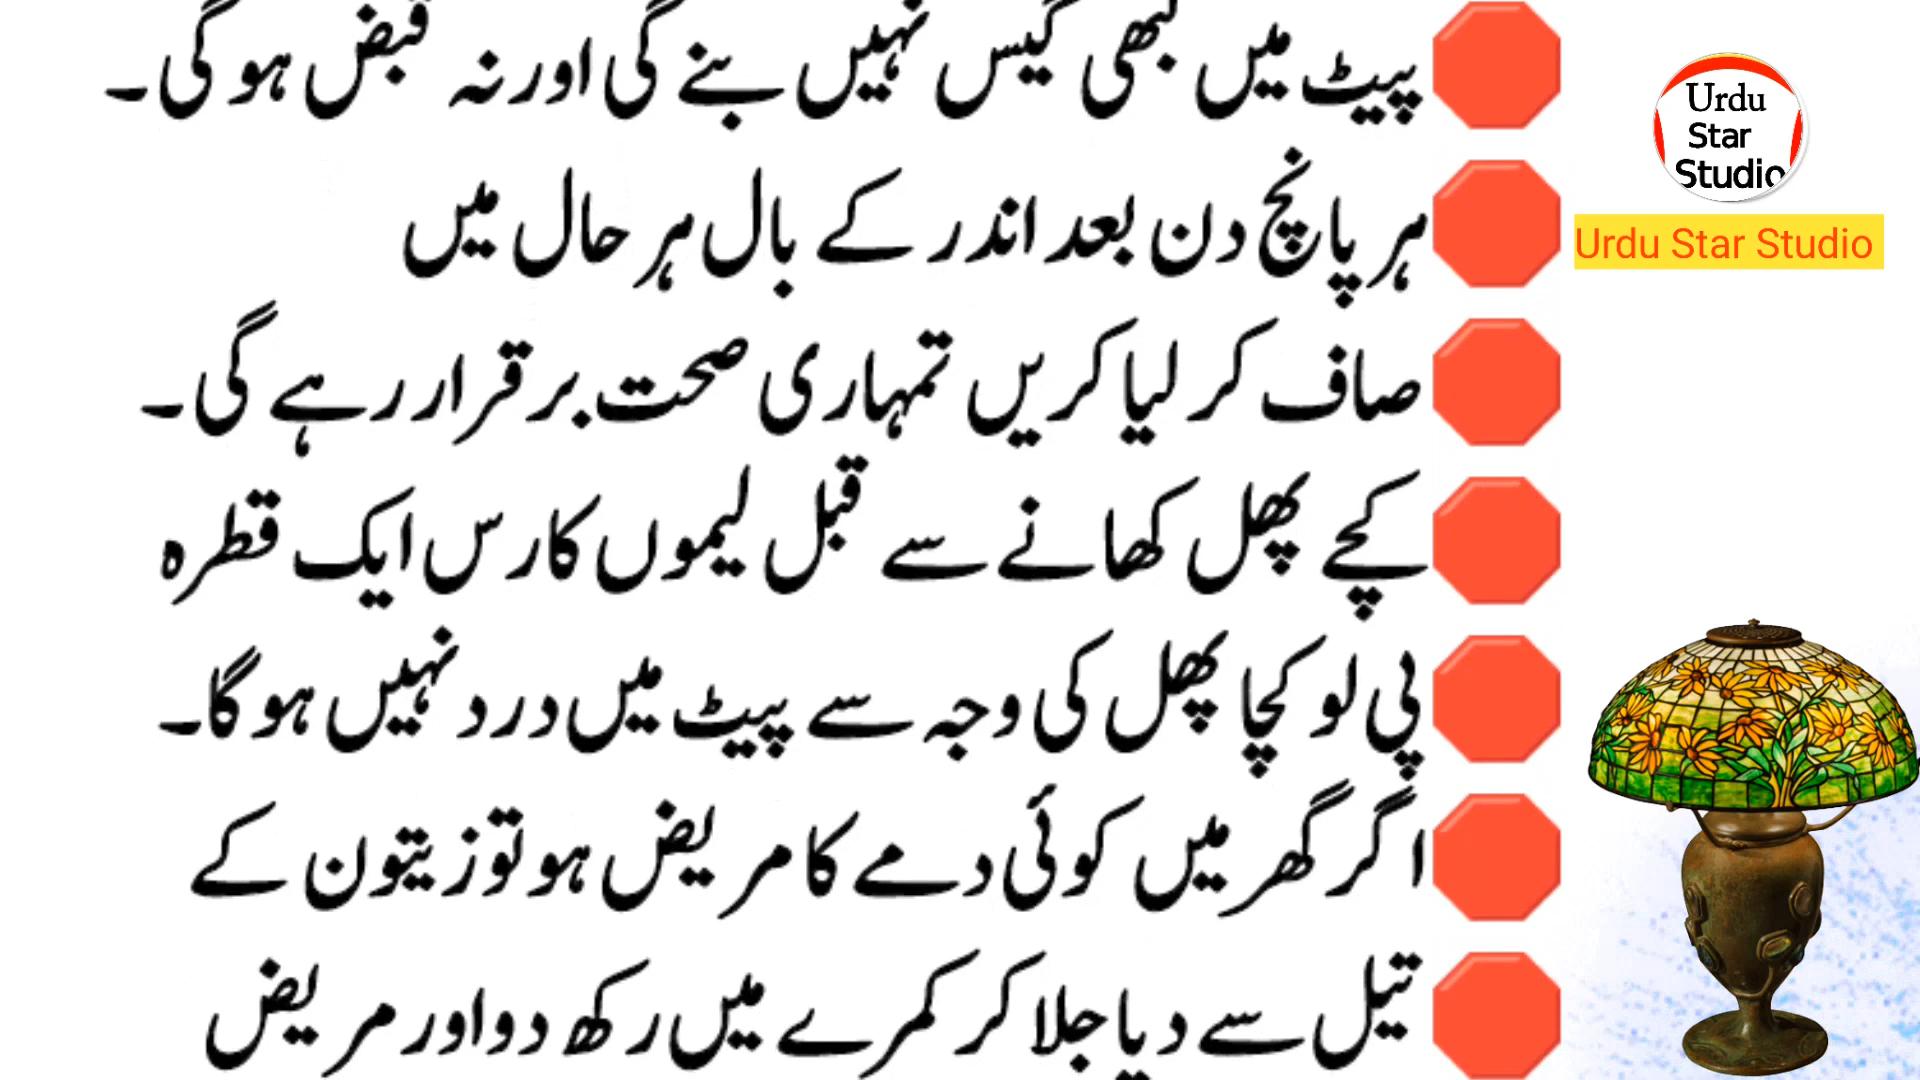 پیٹ میں کبھی گیس نہیں بنے گی اور نہ قبض ہو گی۔
ہر پانچ دن بعد اندر کے بال ہر حال میں
صاف کر لیا کریں تمہاری صحت برقرار رہے گی۔
کچے پھل کھانے سے قبل لیموں کا رس ایک قطرہ
پی لو کچا پھل کی وجہ سے پیٹ میں درد نہیں ہو گا۔
اگر گھر میں کوئی دمے کا مریض ہو تو زیتون کے
تیل سے دیا جلا کر کمرے میں رکھ دو اور مریض
Urdu
Star
Studio
Urdu Star Studio